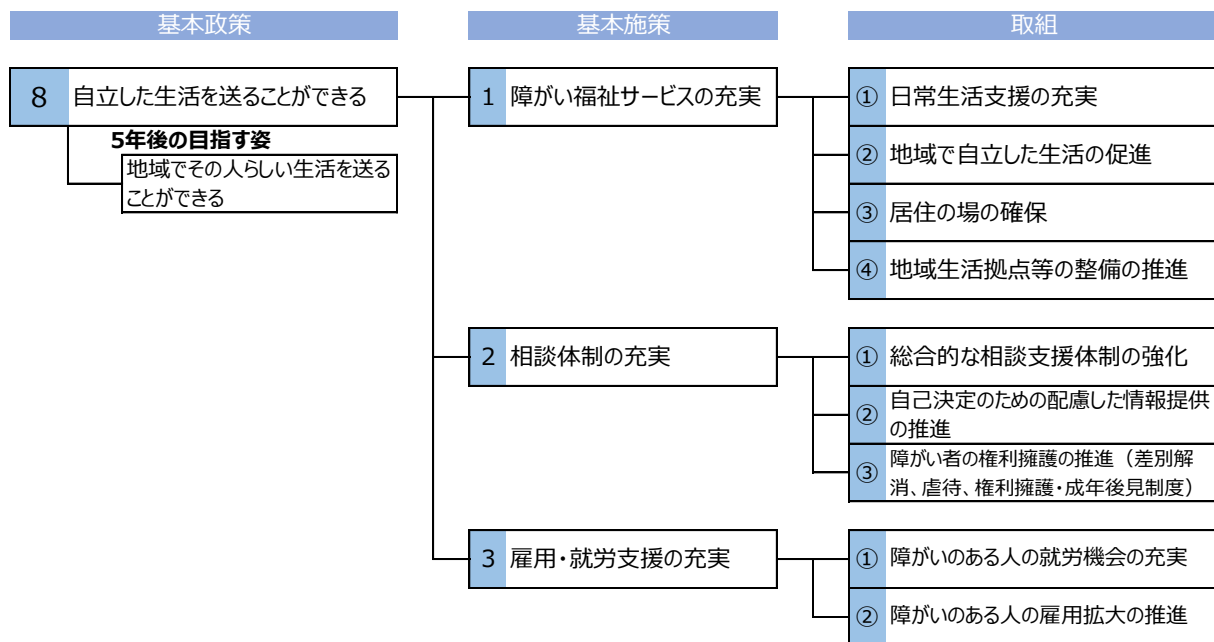 基本政策
基本施策
取組
8 自立した生活を送ることができる
5年後の目指す姿
地域でその人らしい生活を送る
ことができる
1 障がい福祉サービスの充実
① 日常生活支援の充実
② 地域で自立した生活の促進
③ 居住の場の確保
④ 地域生活拠点等の整備の推進
2 相談体制の充実
① 総合的な相談支援体制の強化
② 自己決定のための配慮した情報提供
の推進
③ 障がい者の権利擁護の推進（差別解
消、虐待、権利擁護・成年後見制度）
3 雇用・就労支援の充実
① 障がいのある人の就労機会の充実
② 障がいのある人の雇用拡大の推進